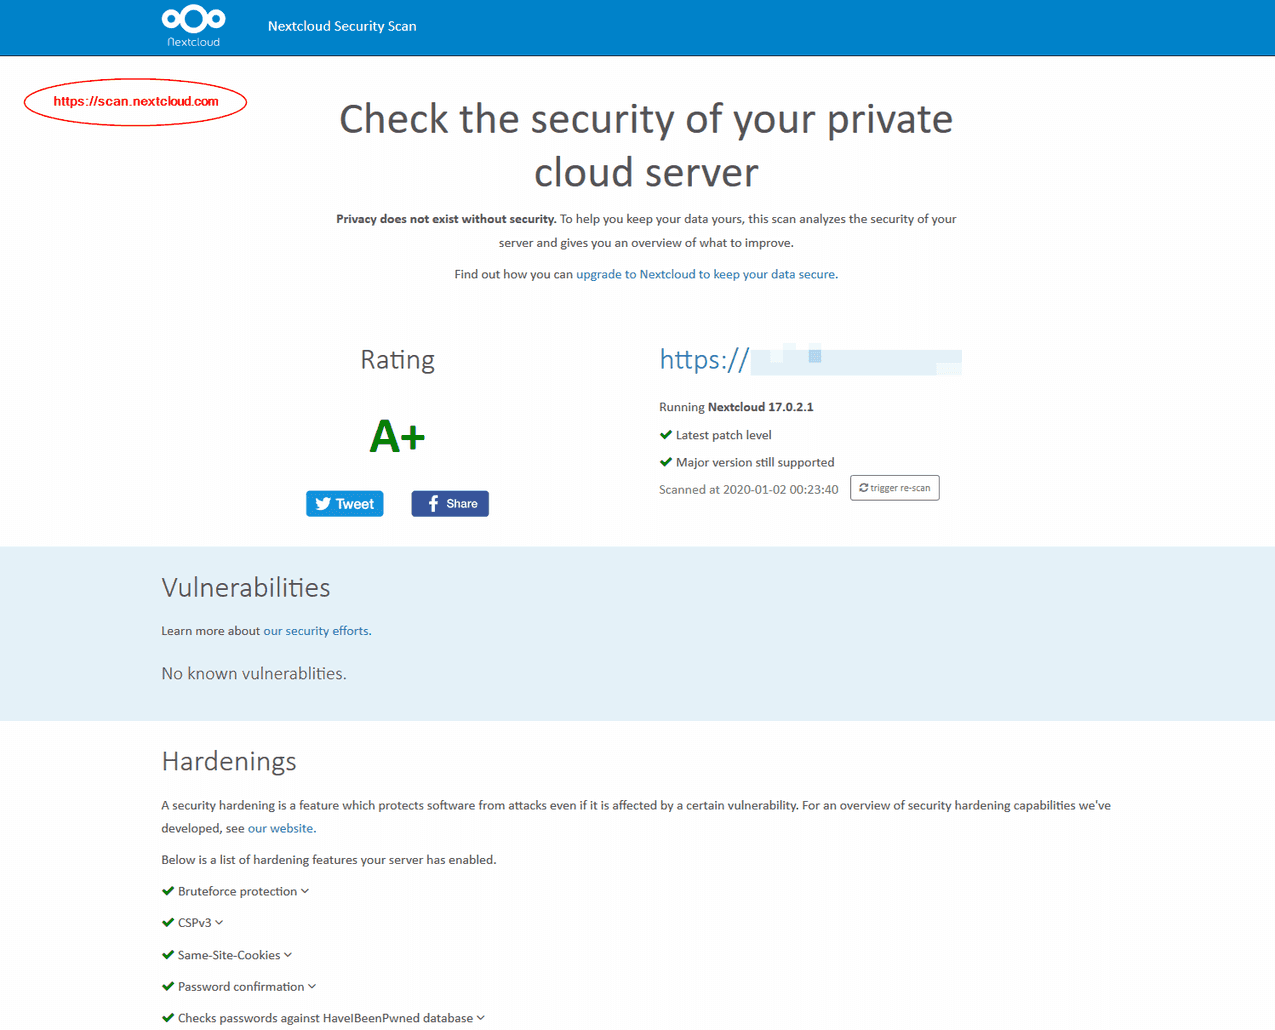 Nextcloud
Nextcloud Security Scan
https://scan.nextcloud.com
Check the security of your private
cloud server
Privacy does not exist without security. To help you keep your data yours, this scan analyzes the security of your
server and gives you an overview of what to improve.
Find out how you can upgrade to Nextcloud to keep your data secure.
Rating
A+
Tweet
Share
https://
Running Nextcloud 17.0.2.1
Latest patch level
Major version still supported
Scanned at 2020-01-02 00:23:40 trigger re-scan
Vulnerabilities
Learn more about our security efforts.
No known vulnerablities.
Hardenings
A security hardening is a feature which protects software from attacks even if it is affected by a certain vulnerability. For an overview of security hardening capabilities we've
developed, see our website.
Below is a list of hardening features your server has enabled.
Bruteforce protection
CSPv3
Same-Site-Cookies
Password confirmation
Checks passwords against HaveIBeenPwned database